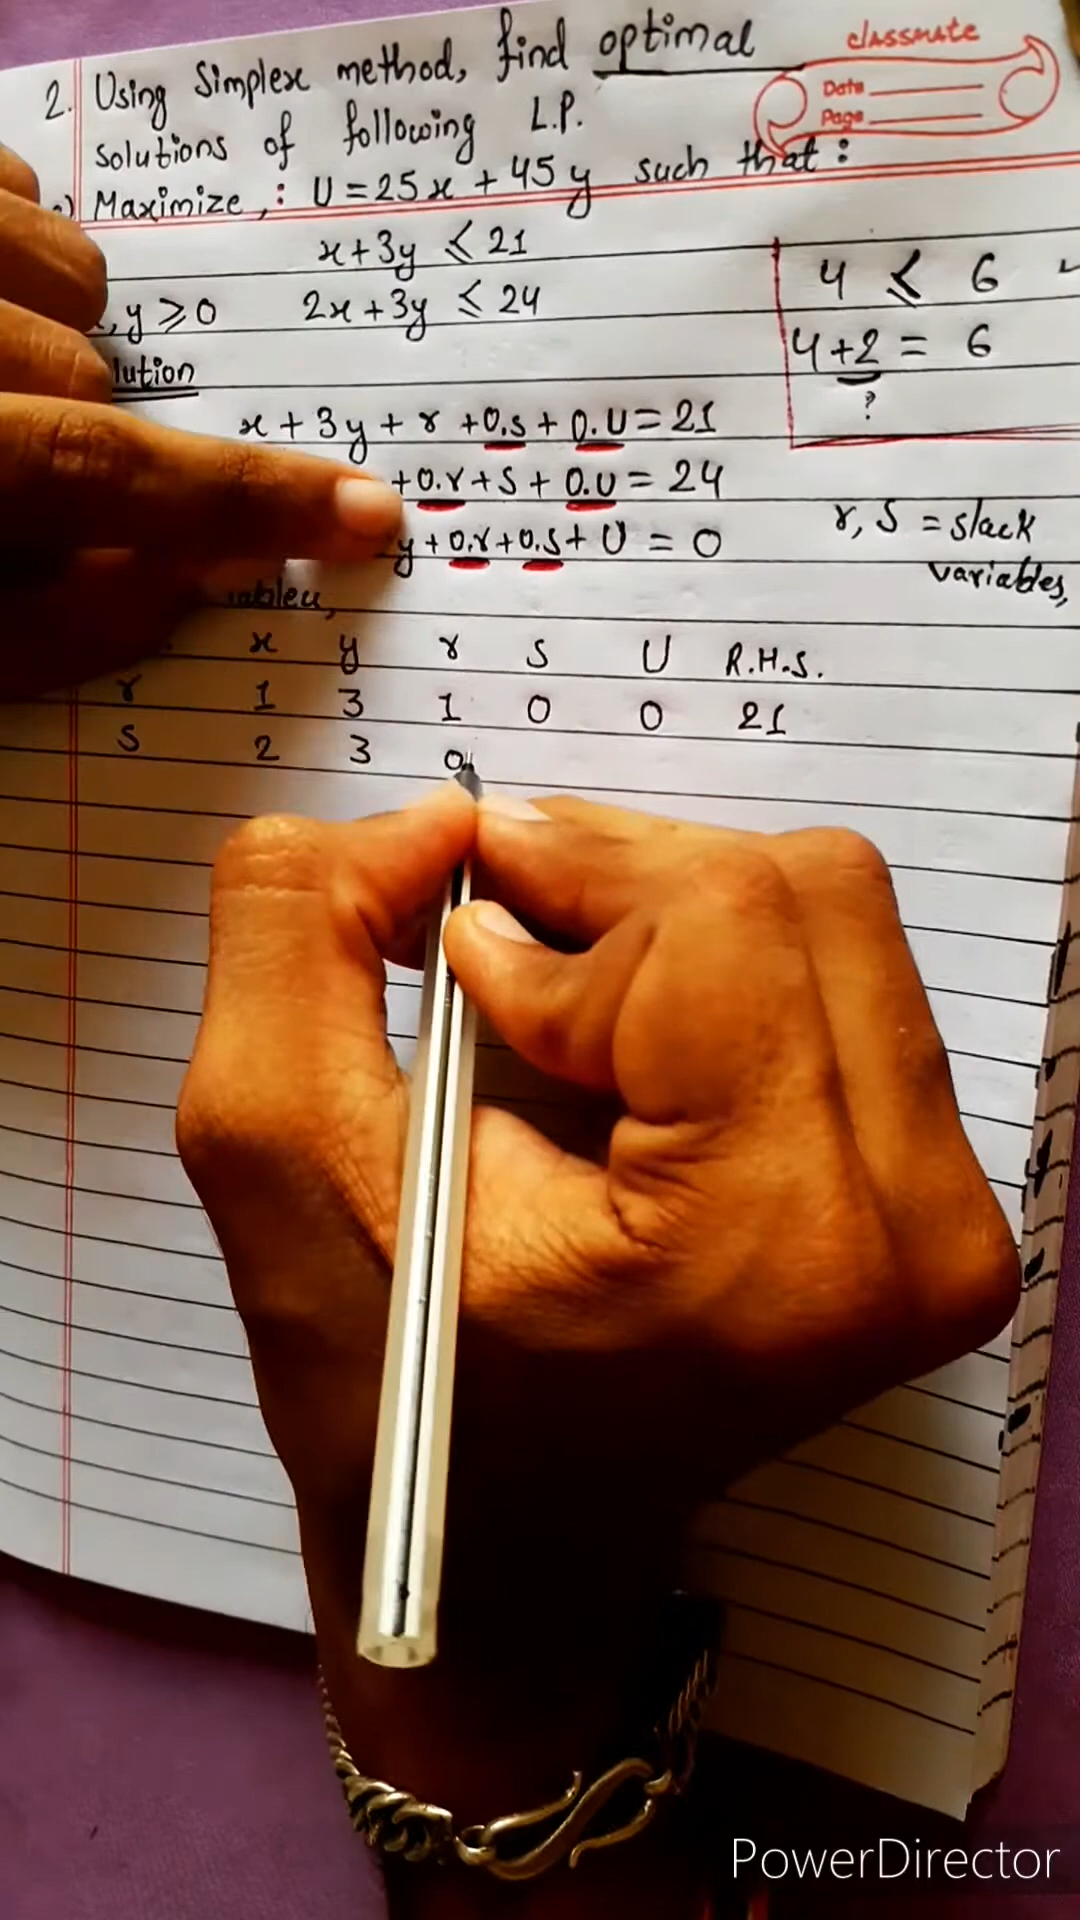 2. Using Simplex method, find optimal
solutions of following L.P.
classmate
Date
Page
a) Maximize, : U = 25x + 45y such that :
x + 3y ≤ 21
, y ≥ 0 2x + 3y ≤ 24
4 ≤ 6
4 + 2 = 6
?
lution
x + 3y + r + 0.s + 0.U = 21
+ 0.r + s + 0.U = 24
y + 0.r + 0.s + U = 0
r, s = slack
variables,
x y r s U R.H.S.
r 1 3 1 0 0 21
s 2 3 0
PowerDirector